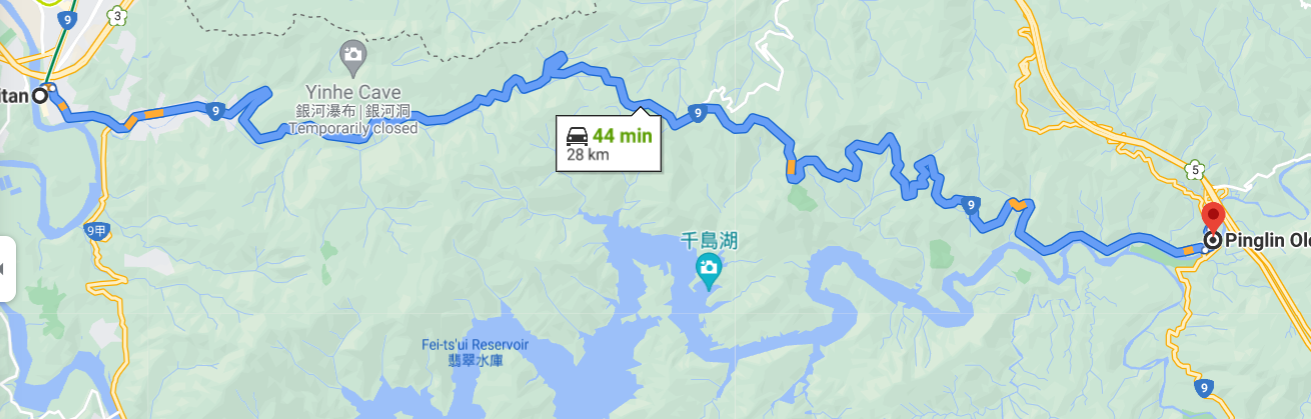 9
3
itan
Yinhe Cave
銀河瀑布 | 銀河洞
Temporarily closed
9
9
44 min
28 km
5
9
9甲
千島湖
Pinglin Ol
Fei-ts'ui Reservoir
翡翠水庫
9